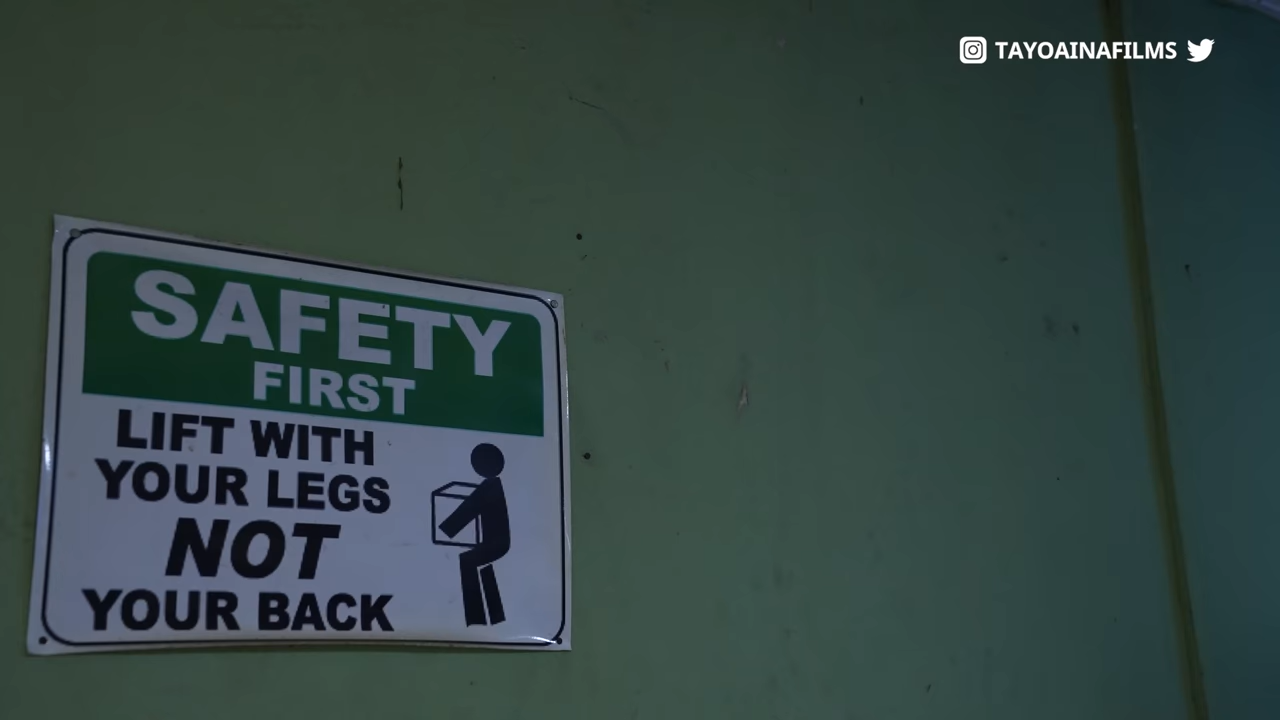 TAYOAINAFILMS
SAFETY
FIRST
LIFT WITH
YOUR LEGS
NOT
YOUR BACK